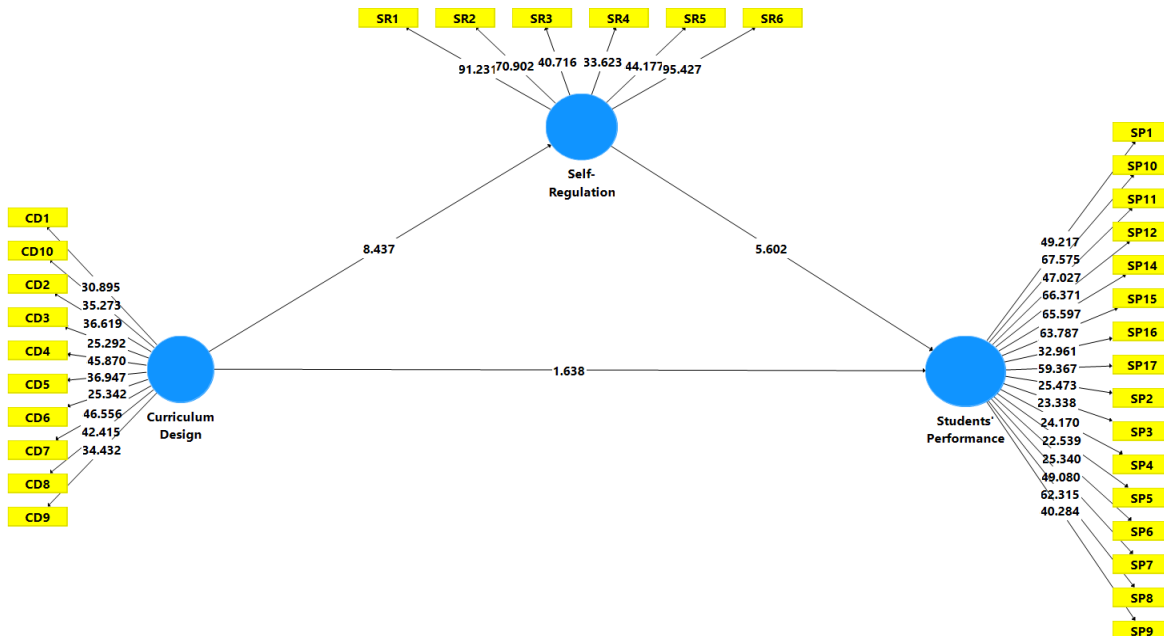 SR1 SR2 SR3 SR4 SR5 SR6
91.231 70.902 40.716 33.623 44.177 95.427
Self-
Regulation
8.437
5.602
1.638
CD1
CD10
CD2
CD3
CD4
CD5
CD6
CD7
CD8
CD9
30.895
35.273
36.619
25.292
45.870
36.947
25.342
46.556
42.415
34.432
Curriculum
Design
Students'
Performance
49.217
67.575
47.027
66.371
65.597
63.787
32.961
59.367
25.473
23.338
24.170
22.539
25.340
49.080
62.315
40.284
SP1
SP10
SP11
SP12
SP14
SP15
SP16
SP17
SP2
SP3
SP4
SP5
SP6
SP7
SP8
SP9